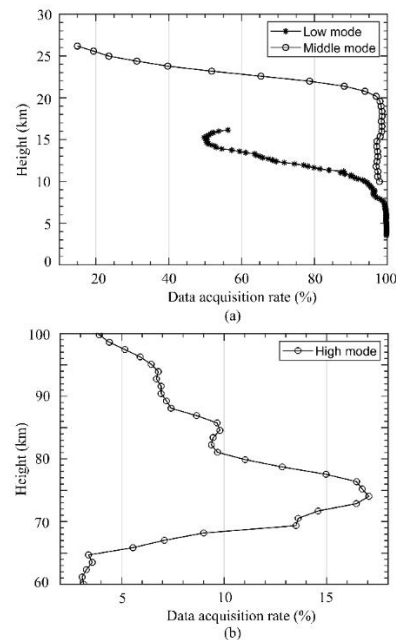 30
Low mode
Middle mode
25
20
15
10
5
0
Height (km)
20 40 60 80 100
Data acquisition rate (%)
(a)
100
High mode
90
80
70
60
Height (km)
5 10 15
Data acquisition rate (%)
(b)